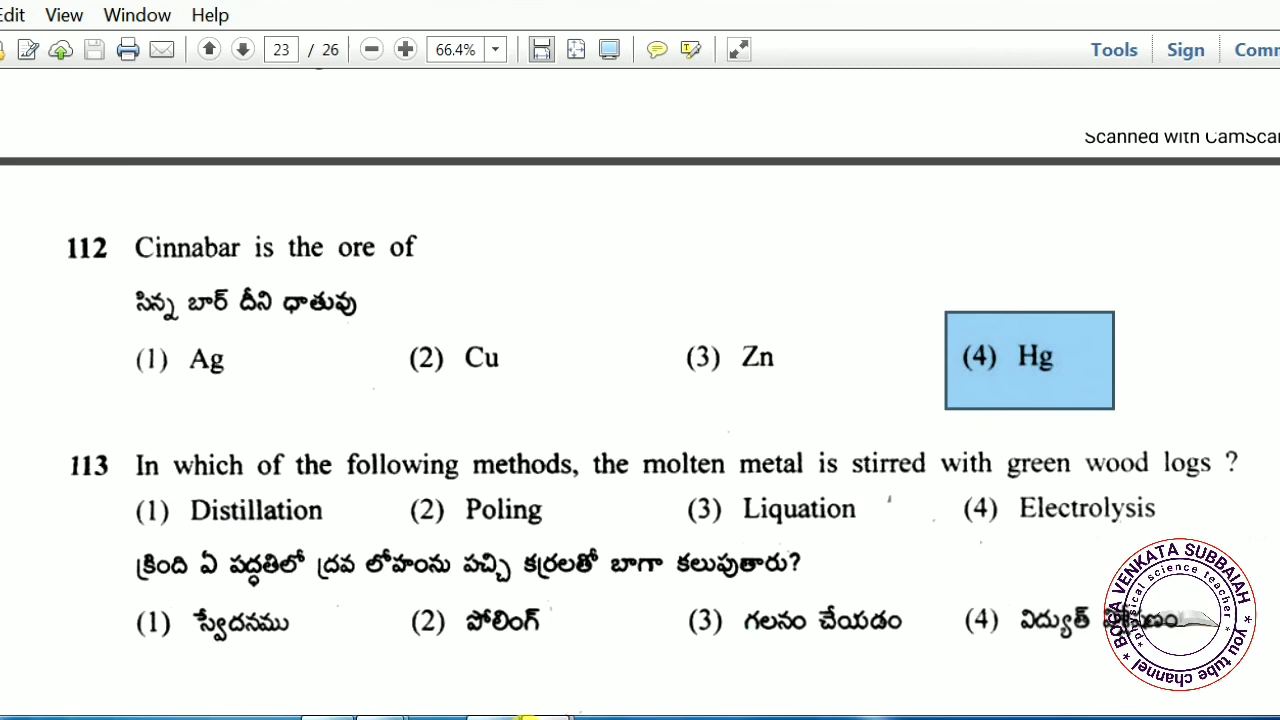 Edit View Window Help
23 / 26 66.4% Tools Sign
Scanned with CamScan
112 Cinnabar is the ore of
సిన్న బార్ దీని ధాతువు
(1) Ag (2) Cu (3) Zn (4) Hg
113 In which of the following methods, the molten metal is stirred with green wood logs ?
(1) Distillation (2) Poling (3) Liquation (4) Electrolysis
క్రింది ఏ పద్ధతిలో ద్రవ లోహంను పచ్చి కర్రలతో బాగా కలుపుతారు?
(1) స్వేదనము (2) పోలింగ్ (3) గలనం చేయడం (4) విద్యుత్
* BOGA VENKATA SUBBAIAH * you tube channel
* physical science teacher *